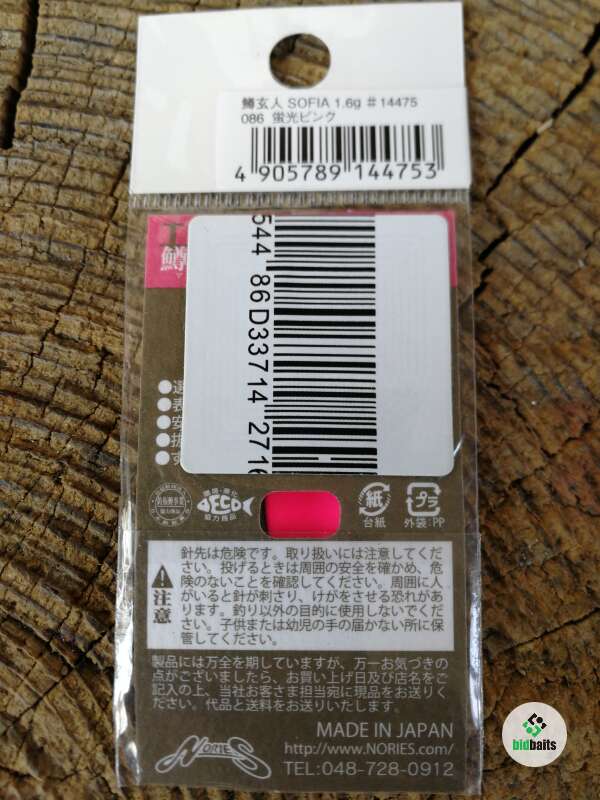 鱒玄人 SOFIA 1.6g #14475
086 蛍光ピンク
4 905789 144753
544 86D33714 2716
鱒
●選
●表
●安
●拔
●す
ECO
協力商品
紙
台紙
プラ
外袋:PP
注意
針先は危険です。取り扱いには注意してくだ
さい。投げるときは周囲の安全を確かめ、危
険のないことを確認してください。周囲に人
がいると針が刺さり、けがをさせる恐れがあ
ります。釣り以外の目的に使用しないでくだ
さい。子供または幼児の手の届かない所に保
管してください。
製品には万全を期していますが、万一お気づきの
点がございましたら、お買い上げ日及び店名をご
記入の上、当社お客さま担当宛に現品をお送りく
ださい。代品と送料をお送りいたします。
MADE IN JAPAN
NORIES
http://www.NORIES.com/
TEL:048-728-0912
bidbaits